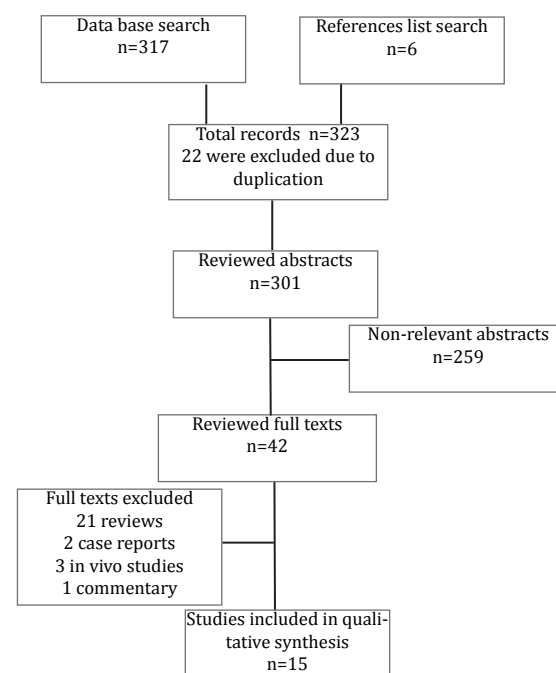 Data base search
n=317
References list search
n=6
Total records n=323
22 were excluded due to
duplication
Reviewed abstracts
n=301
Non-relevant abstracts
n=259
Reviewed full texts
n=42
Full texts excluded
21 reviews
2 case reports
3 in vivo studies
1 commentary
Studies included in quali-
tative synthesis
n=15